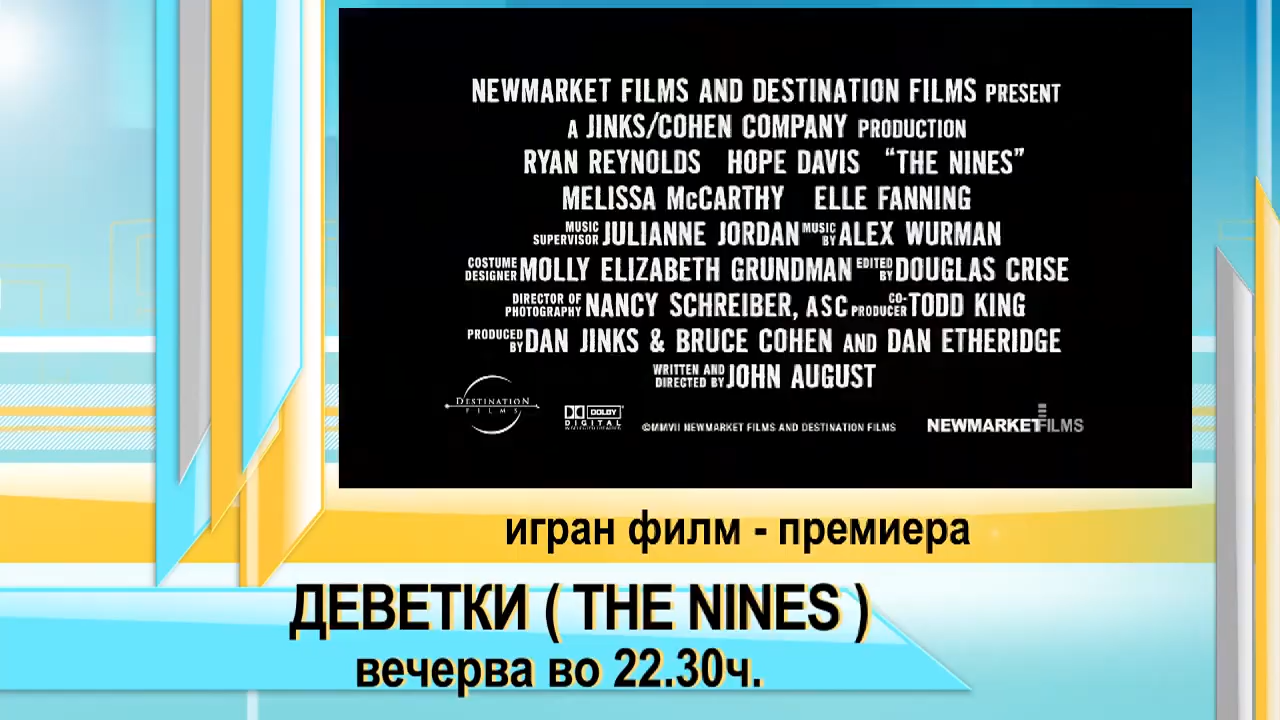 NEWMARKET FILMS AND DESTINATION FILMS PRESENT
A JINKS/COHEN COMPANY PRODUCTION
RYAN REYNOLDS HOPE DAVIS “THE NINES”
MELISSA McCARTHY ELLE FANNING
MUSIC SUPERVISOR JULIANNE JORDAN MUSIC BY ALEX WURMAN
COSTUME DESIGNER MOLLY ELIZABETH GRUNDMAN EDITED BY DOUGLAS CRISE
DIRECTOR OF PHOTOGRAPHY NANCY SCHREIBER, ASC CO-PRODUCER TODD KING
PRODUCED BY DAN JINKS & BRUCE COHEN AND DAN ETHERIDGE
WRITTEN AND DIRECTED BY JOHN AUGUST
DESTINATION FILMS
DOLBY DIGITAL
©MMVII NEWMARKET FILMS AND DESTINATION FILMS
NEWMARKETFILMS
игран филм - премиера
ДЕВЕТКИ ( THE NINES )
вечерва во 22.30ч.